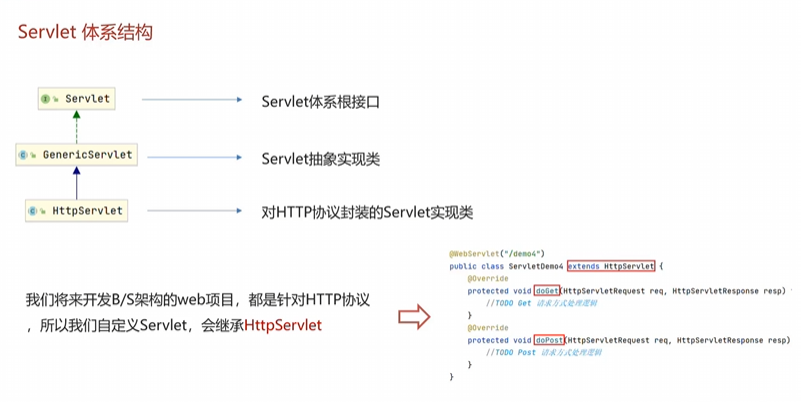 Servlet 体系结构
Servlet
Servlet体系根接口
GenericServlet
Servlet抽象实现类
HttpServlet
对HTTP协议封装的Servlet实现类
我们将来开发B/S架构的web项目，都是针对HTTP协议
，所以我们自定义Servlet，会继承HttpServlet
@WebServlet("/demo4")
public class ServletDemo4 extends HttpServlet {
@Override
protected void doGet(HttpServletRequest req, HttpServletResponse resp)
//TODO Get 请求方式处理逻辑
}
@Override
protected void doPost(HttpServletRequest req, HttpServletResponse resp)
//TODO Post 请求方式处理逻辑
}
}